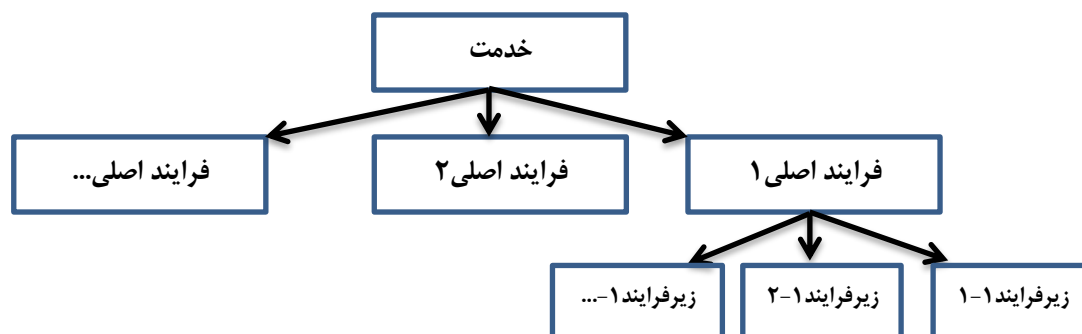 خدمت
فرایند اصلی۱
فرایند اصلی۲
فرایند اصلی...
زیرفرایند۱-۱
زیرفرایند۱-۲
زیرفرایند۱-...